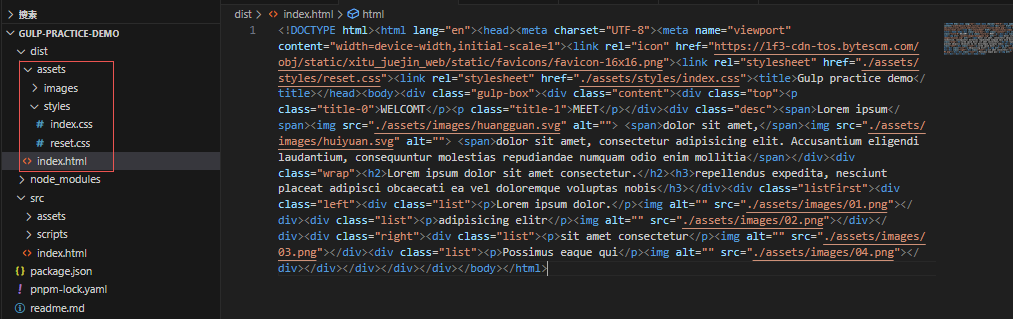 搜索
GULP-PRACTICE-DEMO
dist
assets
images
styles
# index.css
# reset.css
<> index.html
node_modules
src
assets
scripts
<> index.html
{} package.json
! pnpm-lock.yaml
readme.md
dist > <> index.html > html
1
<!DOCTYPE html><html lang="en"><head><meta charset="UTF-8"><meta name="viewport"
content="width=device-width,initial-scale=1"><link rel="icon" href="https://lf3-cdn-tos.bytescm.com/
obj/static/xitu_juejin_web/static/favicons/favicon-16x16.png"><link rel="stylesheet" href="./assets/
styles/reset.css"><link rel="stylesheet" href="./assets/styles/index.css"><title>Gulp practice demo</
title></head><body><div class="gulp-box"><div class="content"><div class="top"><p
class="title-0">WELCOMT</p><p class="title-1">MEET</p></div><div class="desc"><span>Lorem ipsum</
span><img src="./assets/images/huangguan.svg" alt=""> <span>dolor sit amet,</span><img src="./assets/
images/huiyuan.svg" alt=""> <span>dolor sit amet, consectetur adipisicing elit. Accusantium eligendi
laudantium, consequuntur molestias repudiandae numquam odio enim mollitia</span></div><div
class="wrap"><h2>Lorem ipsum dolor sit amet consectetur.</h2><h3>repellendus expedita, nesciunt
placeat adipisci obcaecati ea vel doloremque voluptas nobis</h3></div><div class="listFirst"><div
class="left"><div class="list"><p>Lorem ipsum dolor.</p><img alt="" src="./assets/images/01.png"></
div><div class="list"><p>adipisicing elitr</p><img alt="" src="./assets/images/02.png"></div></
div><div class="right"><div class="list"><p>sit amet consectetur</p><img alt="" src="./assets/images/
03.png"></div><div class="list"><p>Possimus eaque qui</p><img alt="" src="./assets/images/04.png"></
div></div></div></div></div></body></html>